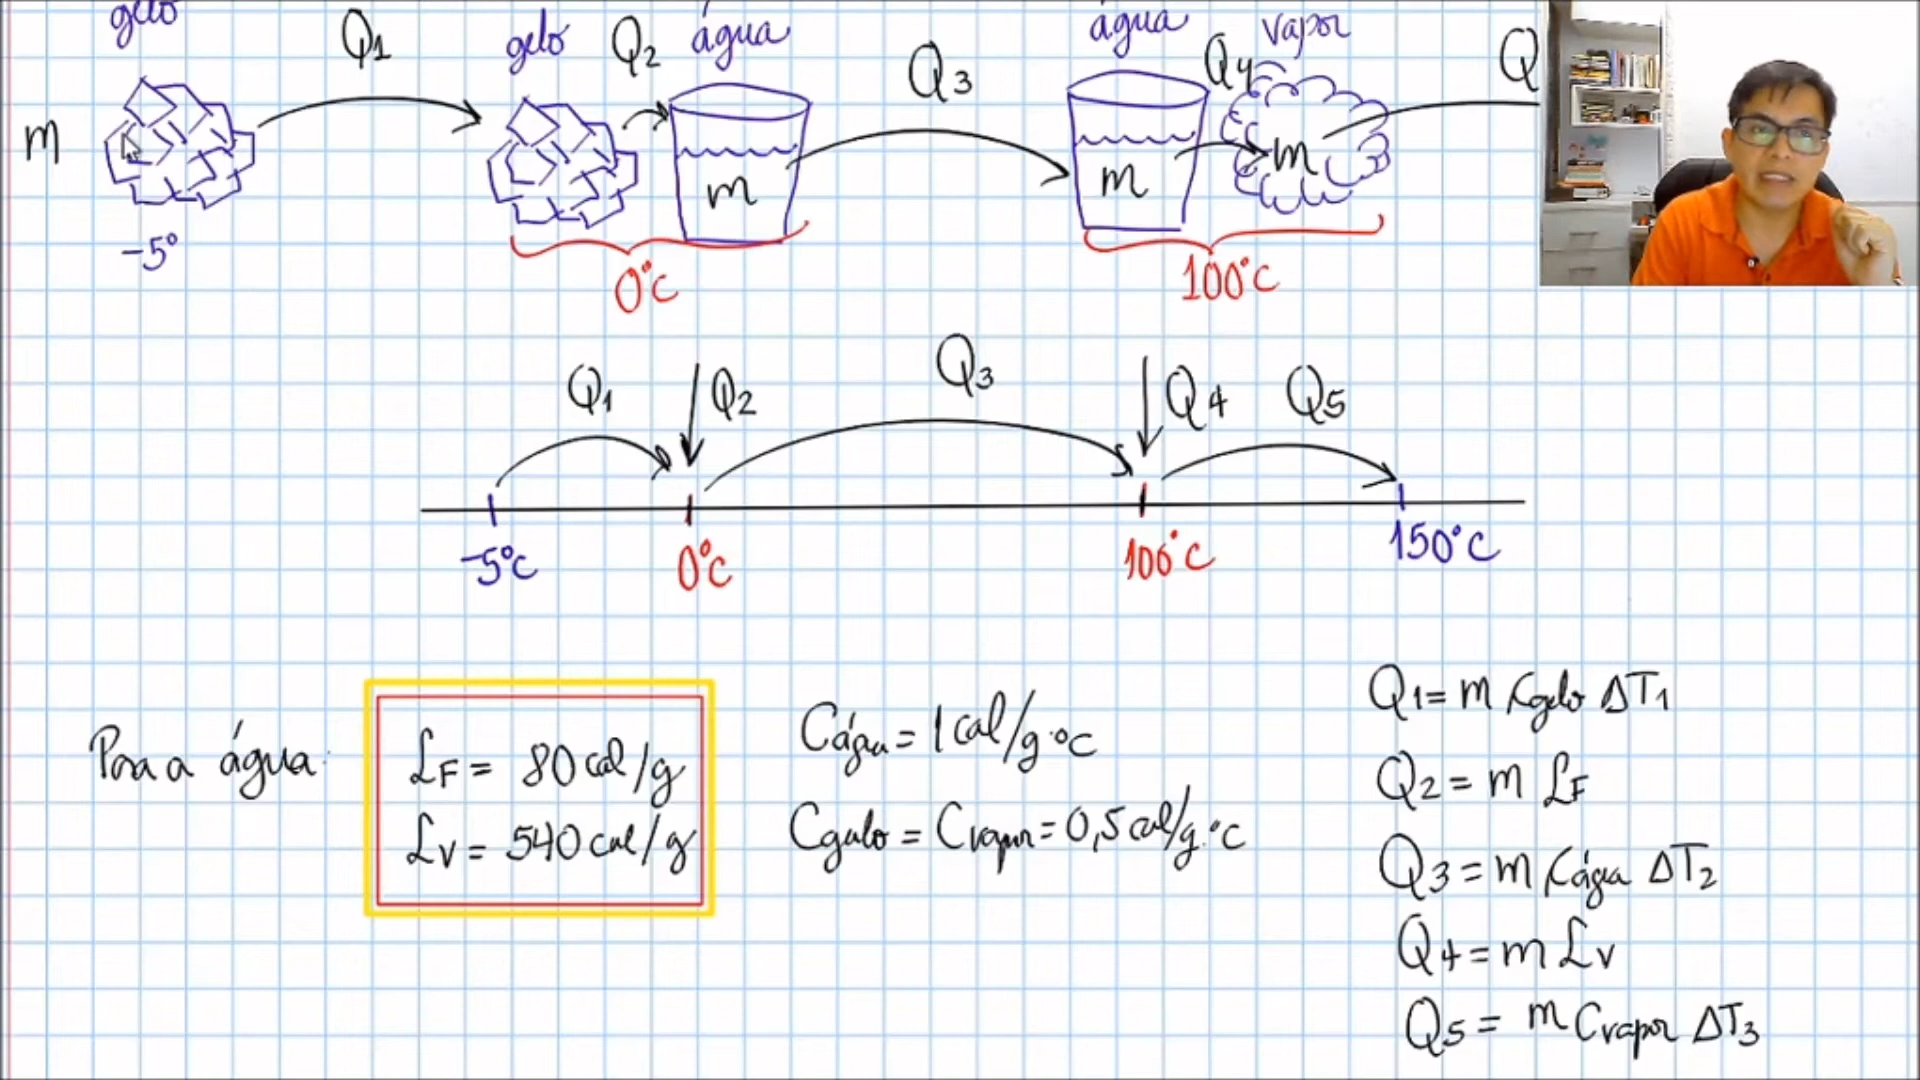 gelo
Q1
gelo
Q2
água
Q3
água
Q4
vapor
Q
m
m
m
m
-5°
0°C
100°C
Q1
Q2
Q3
Q4
Q5
-5°C
0°C
100°C
150°C
Para a água:
LF = 80 cal/g
LV = 540 cal/g
Cágua = 1 cal/g·°C
Cgelo = Cvapor = 0,5 cal/g·°C
Q1 = m Cgelo ΔT1
Q2 = m LF
Q3 = m Cágua ΔT2
Q4 = m LV
Q5 = m Cvapor ΔT3